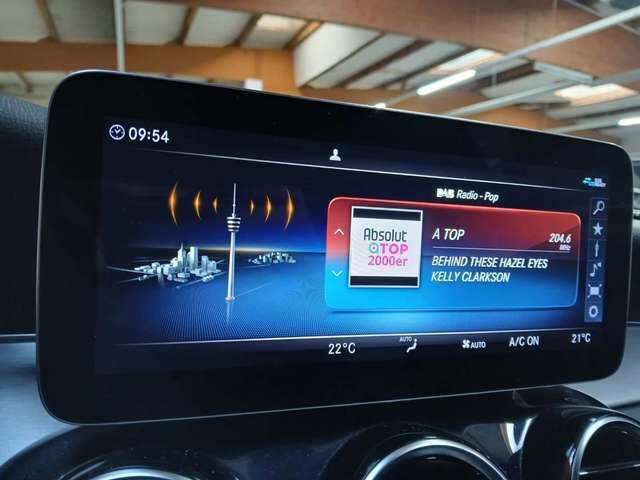 09:54
DAB Radio - Pop
Absolut
TOP
2000er
A TOP
204.6
MHz
BEHIND THESE HAZEL EYES
KELLY CLARKSON
22°C
AUTO
AUTO
A/C ON
21°C